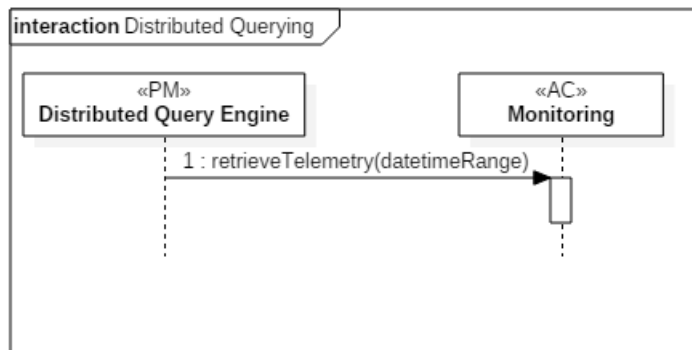 interaction Distributed Querying
«PM»
Distributed Query Engine
«AC»
Monitoring
1 : retrieveTelemetry(datetimeRange)